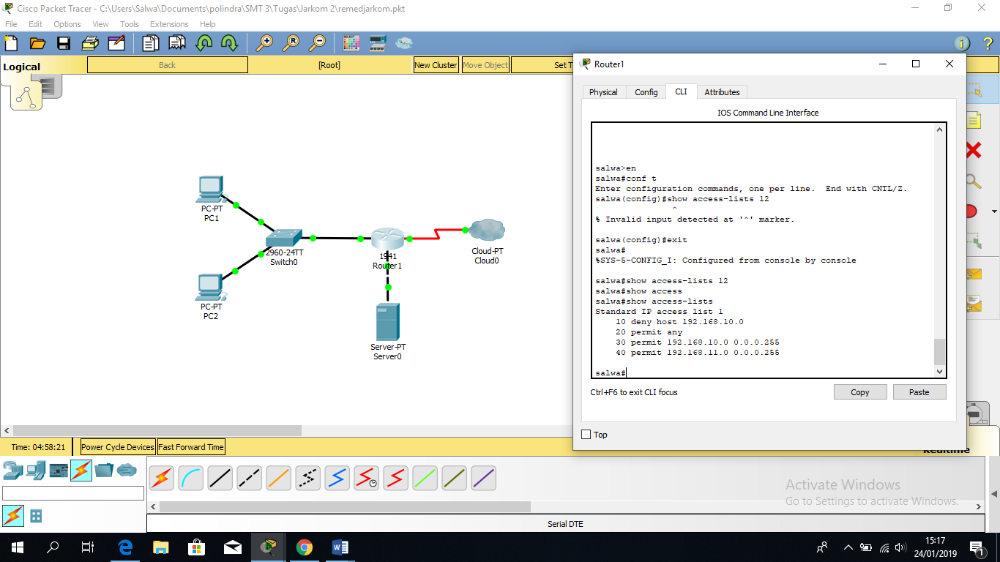 Cisco Packet Tracer - C:\Users\Salwa\Documents\polindra\SMT 3\Tugas\Jarkom 2\remedjarkom.pkt
File Edit Options View Tools Extensions Help
Logical
Back
[Root]
New Cluster
Move Object
Set T
PC-PT
PC1
2960-24TT
Switch0
PC-PT
PC2
1941
Router1
Cloud-PT
Cloud0
Server-PT
Server0
Router1
Physical Config CLI Attributes
IOS Command Line Interface
salwa>en
salwa#conf t
Enter configuration commands, one per line. End with CNTL/Z.
salwa(config)#show access-lists 12
^
% Invalid input detected at '^' marker.
salwa(config)#exit
salwa#
%SYS-5-CONFIG_I: Configured from console by console
salwa#show access-lists 12
salwa#show access
salwa#show access-lists
Standard IP access list 1
10 deny host 192.168.10.0
20 permit any
30 permit 192.168.10.0 0.0.0.255
40 permit 192.168.11.0 0.0.0.255
salwa#
Ctrl+F6 to exit CLI focus
Copy
Paste
Top
Time: 04:58:21
Power Cycle Devices
Fast Forward Time
Realtime
Serial DTE
Activate Windows
Go to Settings to activate Windows.
15:17
24/01/2019
1